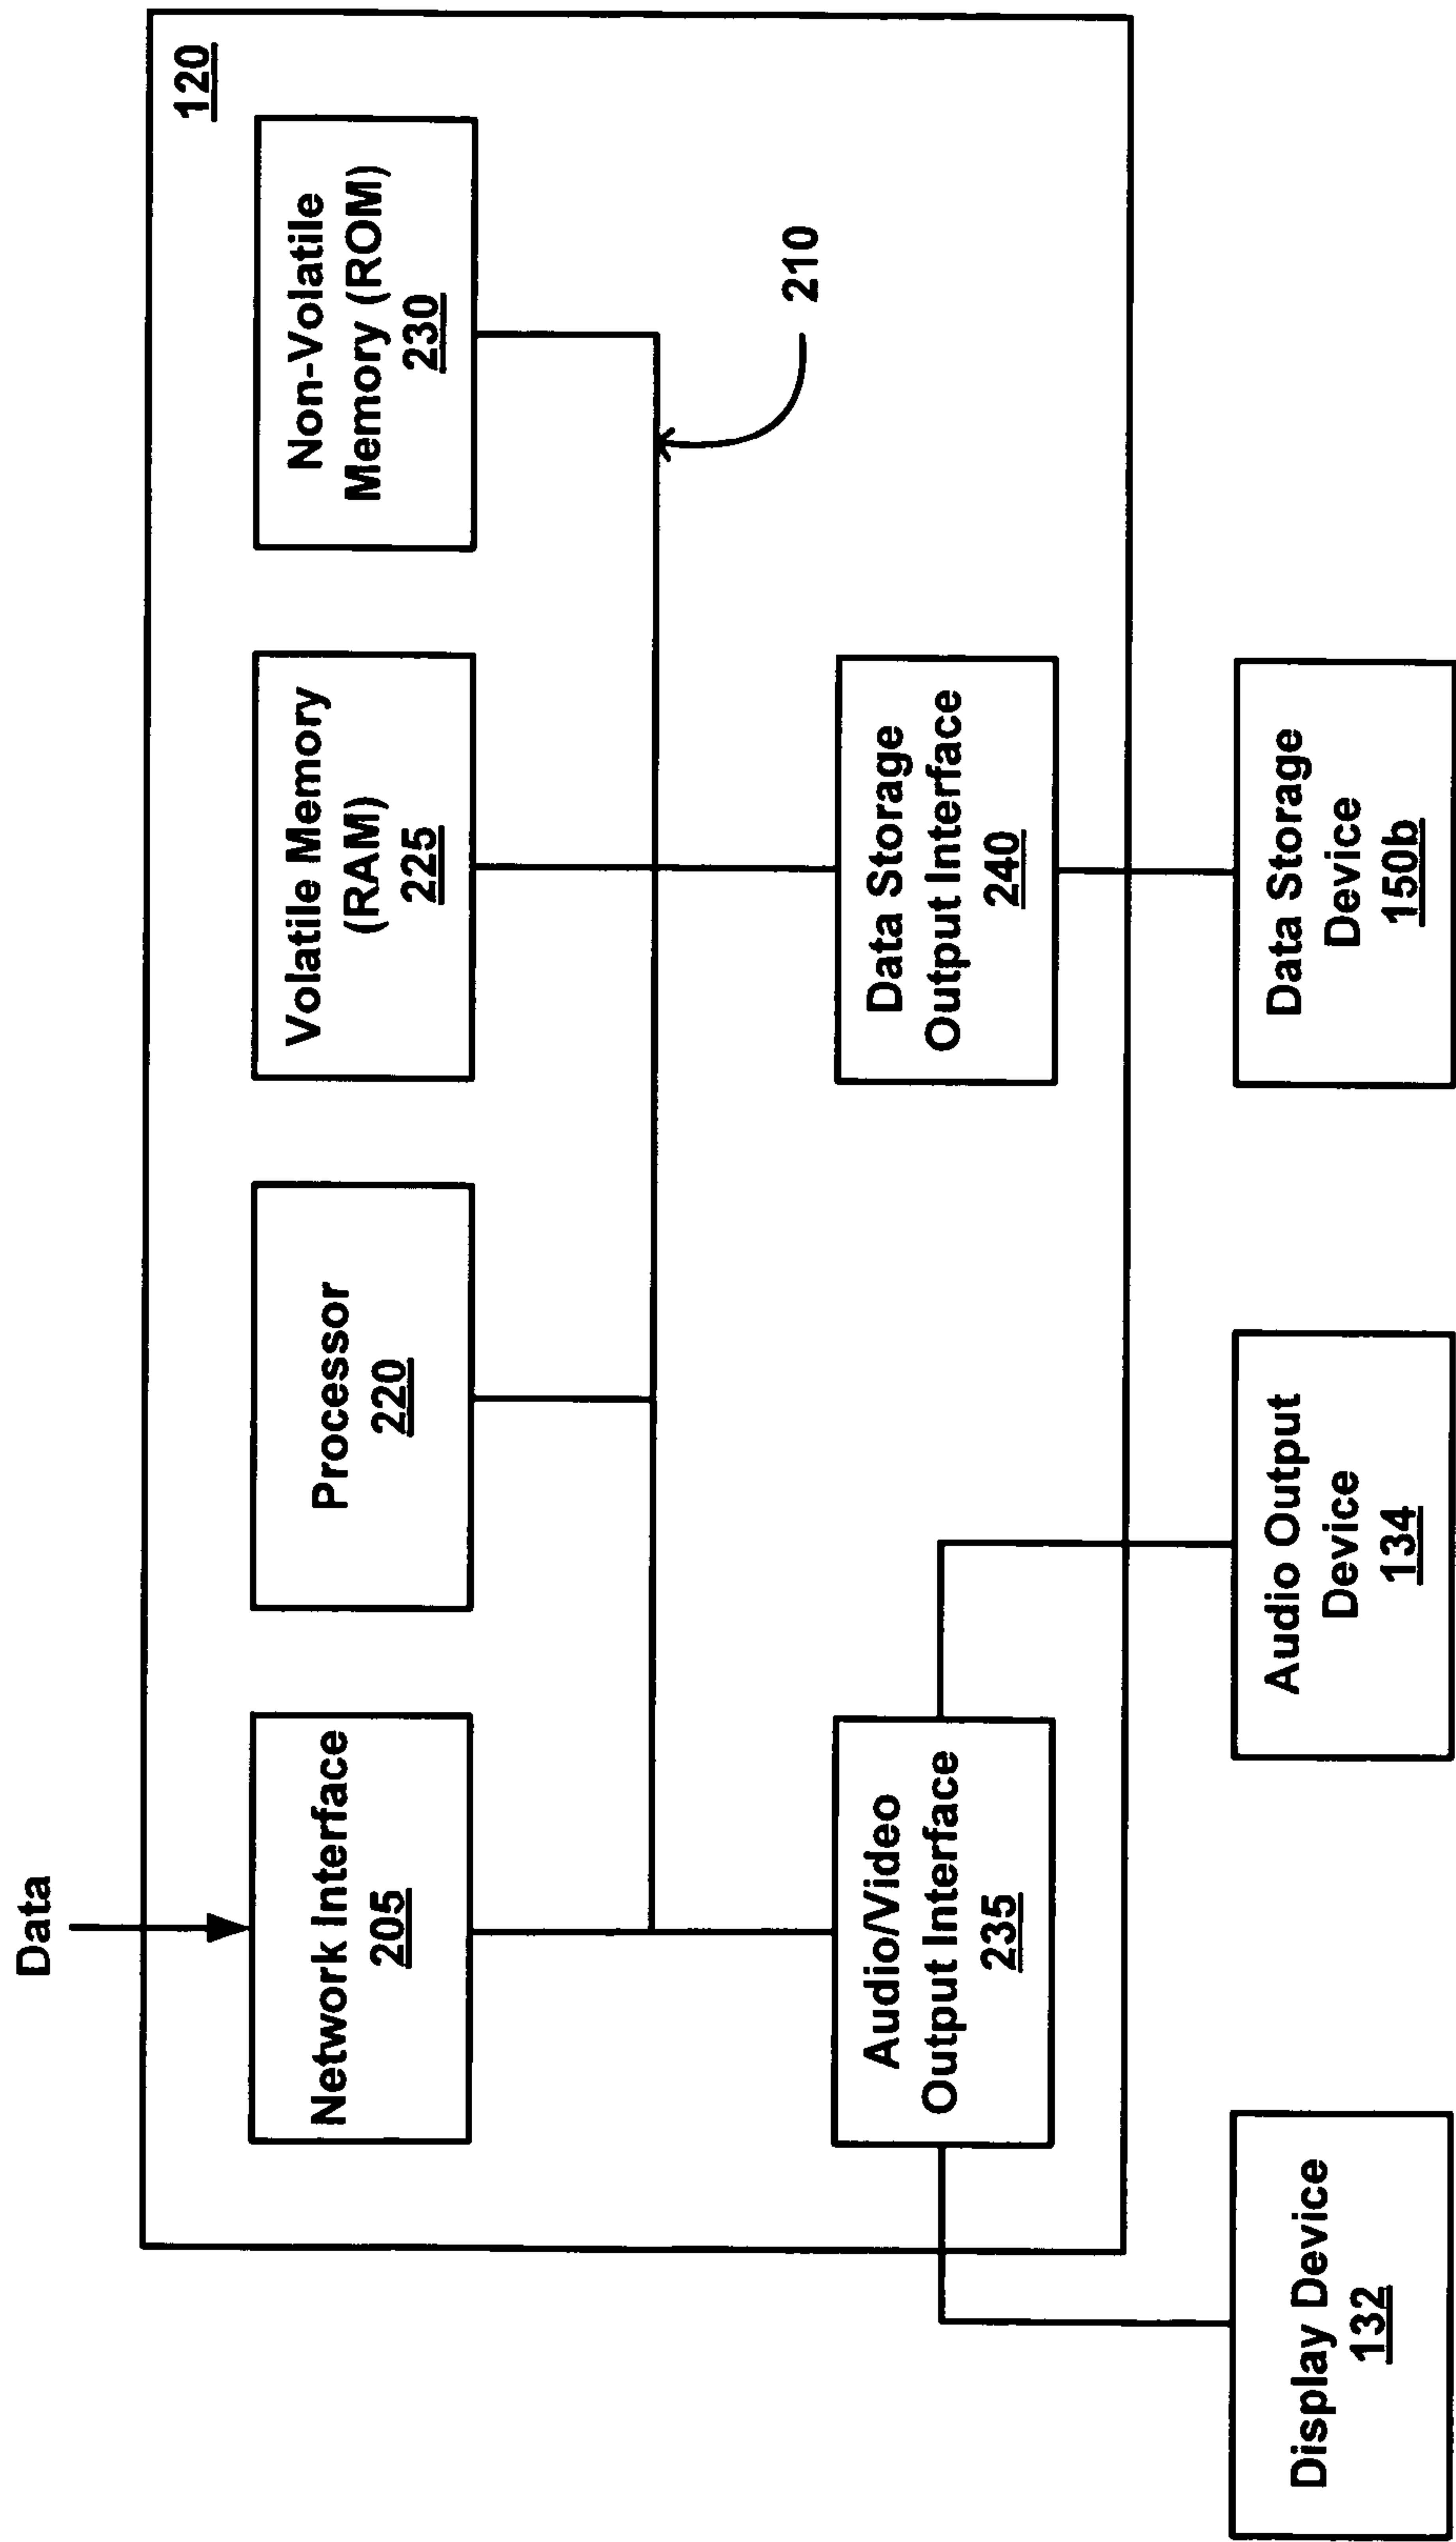 Data
120
Network Interface
205
Processor
220
Volatile Memory
(RAM)
225
Non-Volatile
Memory (ROM)
230
210
Audio/Video
Output Interface
235
Data Storage
Output Interface
240
Display Device
132
Audio Output
Device
134
Data Storage
Device
150b